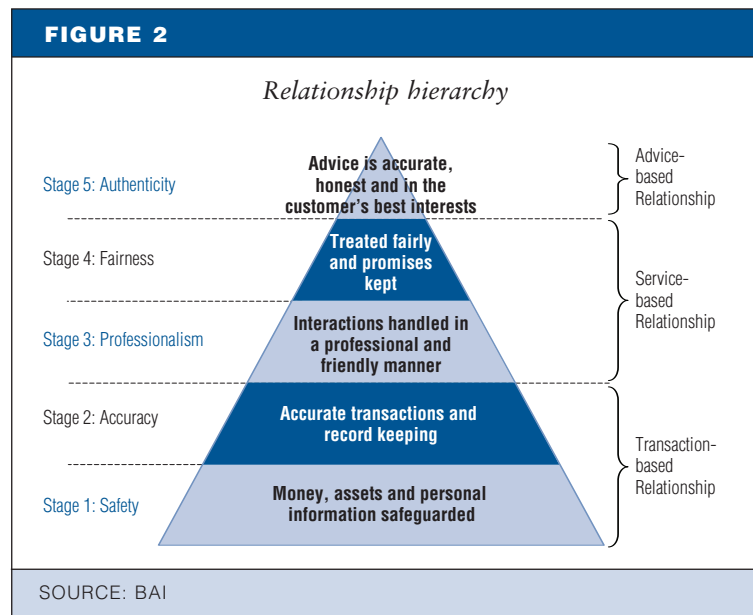 FIGURE 2
Relationship hierarchy
Stage 5: Authenticity
Advice is accurate,
honest and in the
customer's best interests
Advice-
based
Relationship
Stage 4: Fairness
Treated fairly
and promises
kept
Service-
based
Relationship
Stage 3: Professionalism
Interactions handled in
a professional and
friendly manner
Stage 2: Accuracy
Accurate transactions and
record keeping
Transaction-
based
Relationship
Stage 1: Safety
Money, assets and personal
information safeguarded
SOURCE: BAI